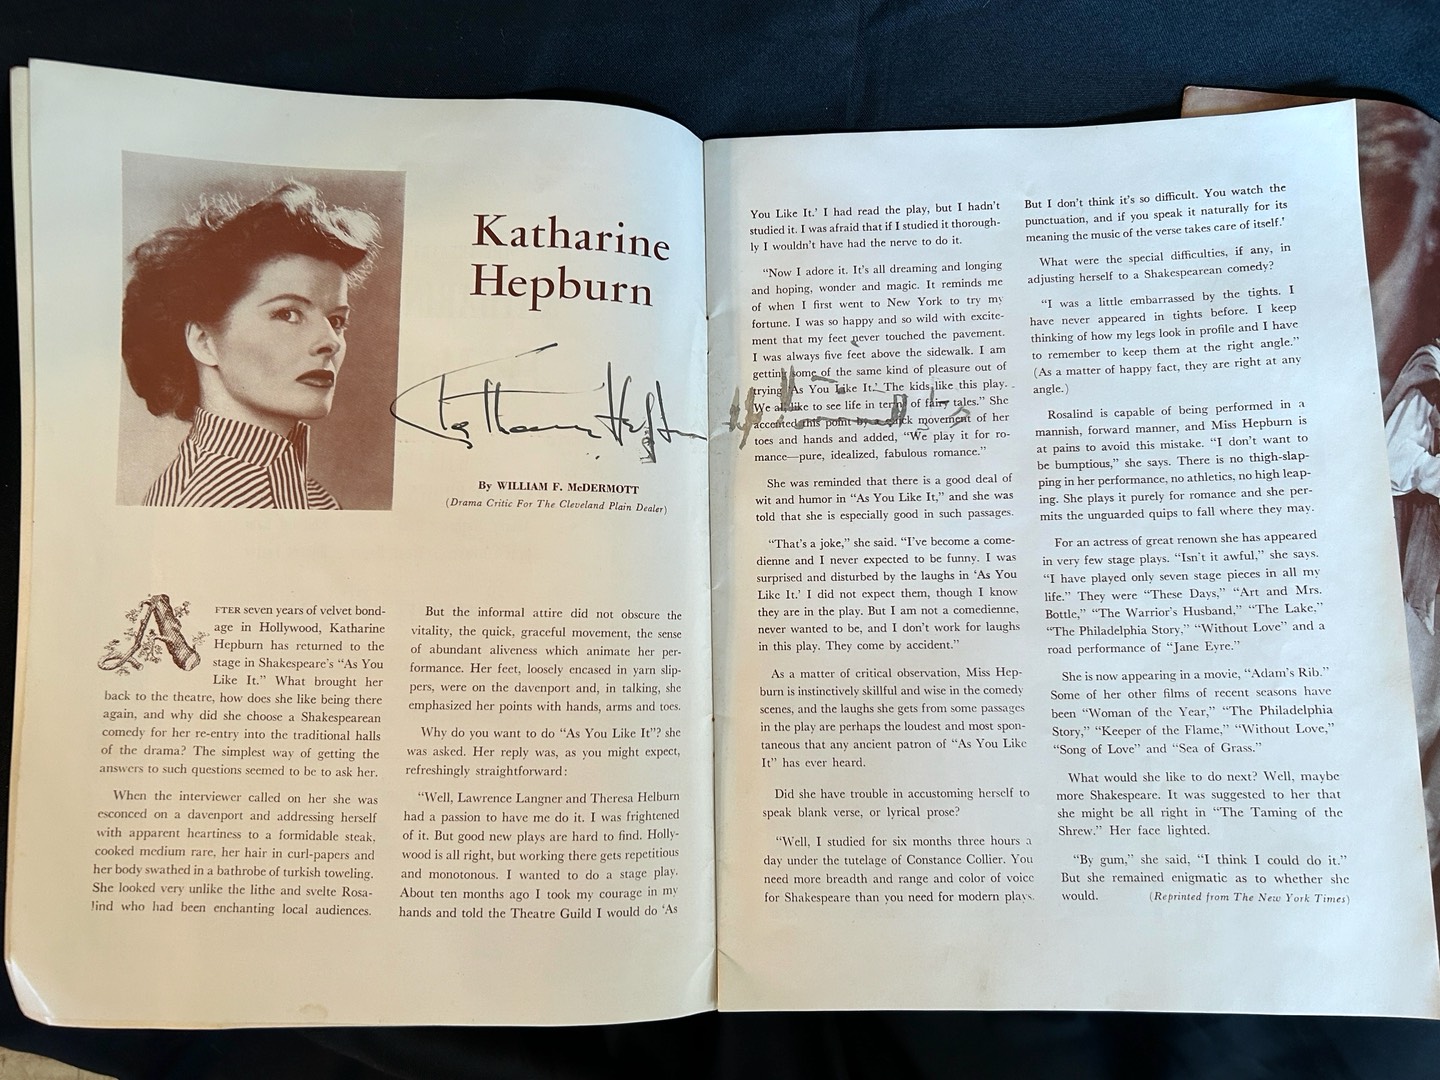 Katharine
Hepburn
Katharine Hepburn
By WILLIAM F. McDERMOTT
(Drama Critic For The Cleveland Plain Dealer)
AFTER seven years of velvet bond-
age in Hollywood, Katharine
Hepburn has returned to the
stage in Shakespeare's "As You
Like It." What brought her
back to the theatre, how does she like being there
again, and why did she choose a Shakespearean
comedy for her re-entry into the traditional halls
of the drama? The simplest way of getting the
answers to such questions seemed to be to ask her.
When the interviewer called on her she was
esconced on a davenport and addressing herself
with apparent heartiness to a formidable steak,
cooked medium rare, her hair in curl-papers and
her body swathed in a bathrobe of turkish toweling.
She looked very unlike the lithe and svelte Rosa-
lind who had been enchanting local audiences.
But the informal attire did not obscure the
vitality, the quick, graceful movement, the sense
of abundant aliveness which animate her per-
formance. Her feet, loosely encased in yarn slip-
pers, were on the davenport and, in talking, she
emphasized her points with hands, arms and toes.
Why do you want to do "As You Like It"? she
was asked. Her reply was, as you might expect,
refreshingly straightforward:
"Well, Lawrence Langner and Theresa Helburn
had a passion to have me do it. I was frightened
of it. But good new plays are hard to find. Holly-
wood is all right, but working there gets repetitious
and monotonous. I wanted to do a stage play.
About ten months ago I took my courage in my
hands and told the Theatre Guild I would do 'As
You Like It.' I had read the play, but I hadn't
studied it. I was afraid that if I studied it thorough-
ly I wouldn't have had the nerve to do it.
"Now I adore it. It's all dreaming and longing
and hoping, wonder and magic. It reminds me
of when I first went to New York to try my
fortune. I was so happy and so wild with excite-
ment that my feet never touched the pavement.
I was always five feet above the sidewalk. I am
getting some of the same kind of pleasure out of
trying 'As You Like It.' The kids like this play.
We all like to see life in terms of fairy tales." She
accented this point by a quick movement of her
toes and hands and added, "We play it for ro-
mance—pure, idealized, fabulous romance."
She was reminded that there is a good deal of
wit and humor in "As You Like It," and she was
told that she is especially good in such passages.
"That's a joke," she said. "I've become a come-
dienne and I never expected to be funny. I was
surprised and disturbed by the laughs in 'As You
Like It.' I did not expect them, though I know
they are in the play. But I am not a comedienne,
never wanted to be, and I don't work for laughs
in this play. They come by accident."
As a matter of critical observation, Miss Hep-
burn is instinctively skillful and wise in the comedy
scenes, and the laughs she gets from some passages
in the play are perhaps the loudest and most spon-
taneous that any ancient patron of "As You Like
It" has ever heard.
Did she have trouble in accustoming herself to
speak blank verse, or lyrical prose?
"Well, I studied for six months three hours a
day under the tutelage of Constance Collier. You
need more breadth and range and color of voice
for Shakespeare than you need for modern plays.
But I don't think it's so difficult. You watch the
punctuation, and if you speak it naturally for its
meaning the music of the verse takes care of itself.'
What were the special difficulties, if any, in
adjusting herself to a Shakespearean comedy?
"I was a little embarrassed by the tights. I
have never appeared in tights before. I keep
thinking of how my legs look in profile and I have
to remember to keep them at the right angle."
(As a matter of happy fact, they are right at any
angle.)
Rosalind is capable of being performed in a
mannish, forward manner, and Miss Hepburn is
at pains to avoid this mistake. "I don't want to
be bumptious," she says. There is no thigh-slap-
ping in her performance, no athletics, no high leap-
ing. She plays it purely for romance and she per-
mits the unguarded quips to fall where they may.
For an actress of great renown she has appeared
in very few stage plays. "Isn't it awful," she says.
"I have played only seven stage pieces in all my
life." They were "These Days," "Art and Mrs.
Bottle," "The Warrior's Husband," "The Lake,"
"The Philadelphia Story," "Without Love" and a
road performance of "Jane Eyre."
She is now appearing in a movie, "Adam's Rib."
Some of her other films of recent seasons have
been "Woman of the Year," "The Philadelphia
Story," "Keeper of the Flame," "Without Love,"
"Song of Love" and "Sea of Grass."
What would she like to do next? Well, maybe
more Shakespeare. It was suggested to her that
she might be all right in "The Taming of the
Shrew." Her face lighted.
"By gum," she said, "I think I could do it."
But she remained enigmatic as to whether she
would. (Reprinted from The New York Times)